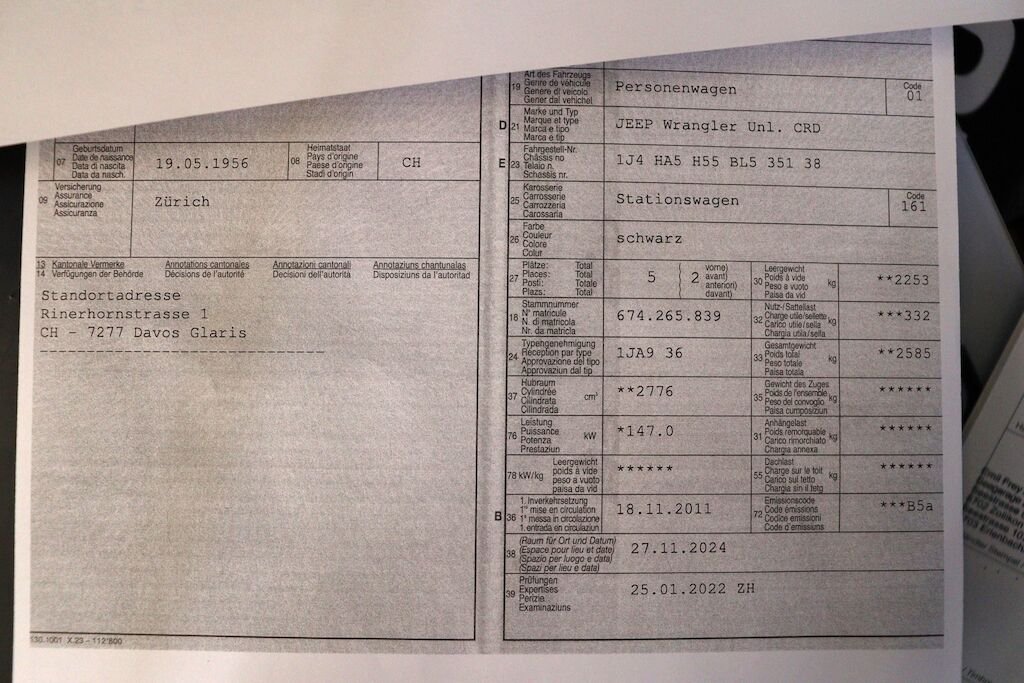 07 Geburtsdatum
Date de naissance
Data di nascita
Data da nasch.
19.05.1956
08 Heimatstaat
Pays d'origine
Paese d'origine
Stadi d'origin
CH
09 Versicherung
Assurance
Assicurazione
Assicuranza
Zürich
13 Kantonale Vermerke Annotations cantonales Annotazioni cantonali Annotaziuns chantunalas
14 Verfügungen der Behörde Décisions de l'autorité Decisioni dell'autorità Disposiziuns da l'autoritad
Standortadresse
Rinerhornstrasse 1
CH - 7277 Davos Glaris
530.1001 X.23 - 112'800
19 Art des Fahrzeugs
Genre de véhicule
Genere di veicolo
Gener dal vehichel
Personenwagen
Code
01
D 21 Marke und Typ
Marque et type
Marca e tipo
Marca e tip
JEEP Wrangler Unl. CRD
E 23 Fahrgestell-Nr.
Châssis no
Telaio n.
Schassis nr.
1J4 HA5 H55 BL5 351 38
25 Karosserie
Carrosserie
Carrozzeria
Carossaria
Stationswagen
Code
161
26 Farbe
Couleur
Colore
Colur
schwarz
27 Plätze: Total
Places: Total
Posti: Totale
Plazs: Total
5
2
vorne)
avant)
anteriori)
davant)
30 Leergewicht
Poids à vide
Peso a vuoto
Paisa da vid
kg
**2253
18 Stammnummer
N° matricule
N. di matricola
Nr. da matricla
674.265.839
32 Nutz-/Sattellast
Charge utile/sellette
Carico utile/sella
Chargia utila/sella
kg
***332
24 Typengenehmigung
Réception par type
Approvazione del tipo
Approvaziun dal tip
1JA9 36
33 Gesamtgewicht
Poids total
Peso totale
Paisa totala
kg
**2585
37 Hubraum
Cylindrée
Cilindrata
Cilindrada
cm³
**2776
35 Gewicht des Zuges
Poids de l'ensemble
Peso del convoglio
Paisa cumposiziun
kg
******
76 Leistung
Puissance
Potenza
Prestaziun
kW
*147.0
31 Anhängelast
Poids remorquable
Carico rimorchiato
Chargia annexa
kg
******
78 kW/kg Leergewicht
poids à vide
peso a vuoto
paisa da vid
******
55 Dachlast
Charge sur le toit
Carico sul tetto
Chargia sin il tetg
kg
******
B 36 1. Inverkehrsetzung
1re mise en circulation
1a messa in circolazione
1. entrada en circulaziun
18.11.2011
72 Emissionscode
Code émissions
Codice emissioni
Code d'emissiuns
***B5a
38 (Raum für Ort und Datum)
(Espace pour lieu et date)
(Spazio per luogo e data)
(Spazi per lieu e data)
27.11.2024
39 Prüfungen
Expertises
Perizie
Examinaziuns
25.01.2022 ZH